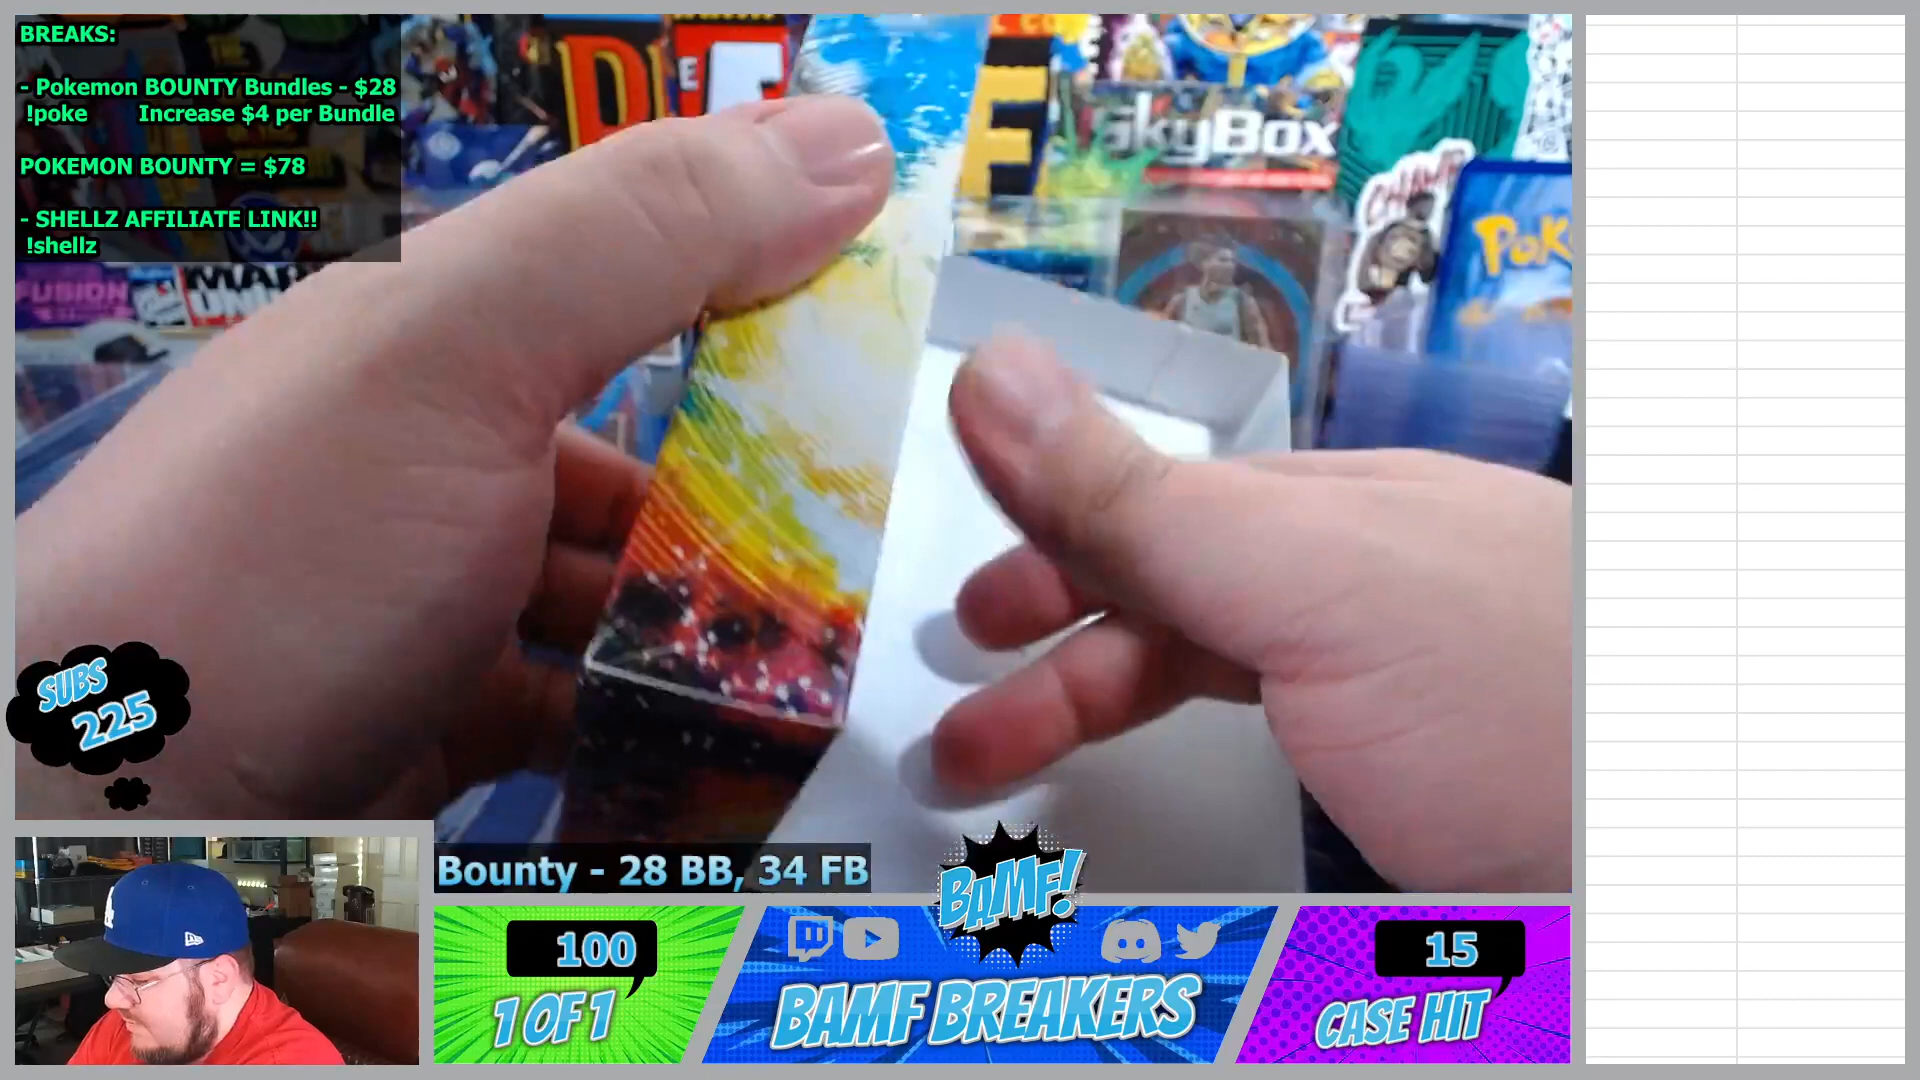 BREAKS:
- Pokemon BOUNTY Bundles - $28
!poke Increase $4 per Bundle
POKEMON BOUNTY = $78
- SHELLZ AFFILIATE LINK!!
!shellz
SkyBox
FUSION
SUBS
225
Bounty - 28 BB, 34 FB
BAMF!
100
1 OF 1
BAMF BREAKERS
15
CASE HIT